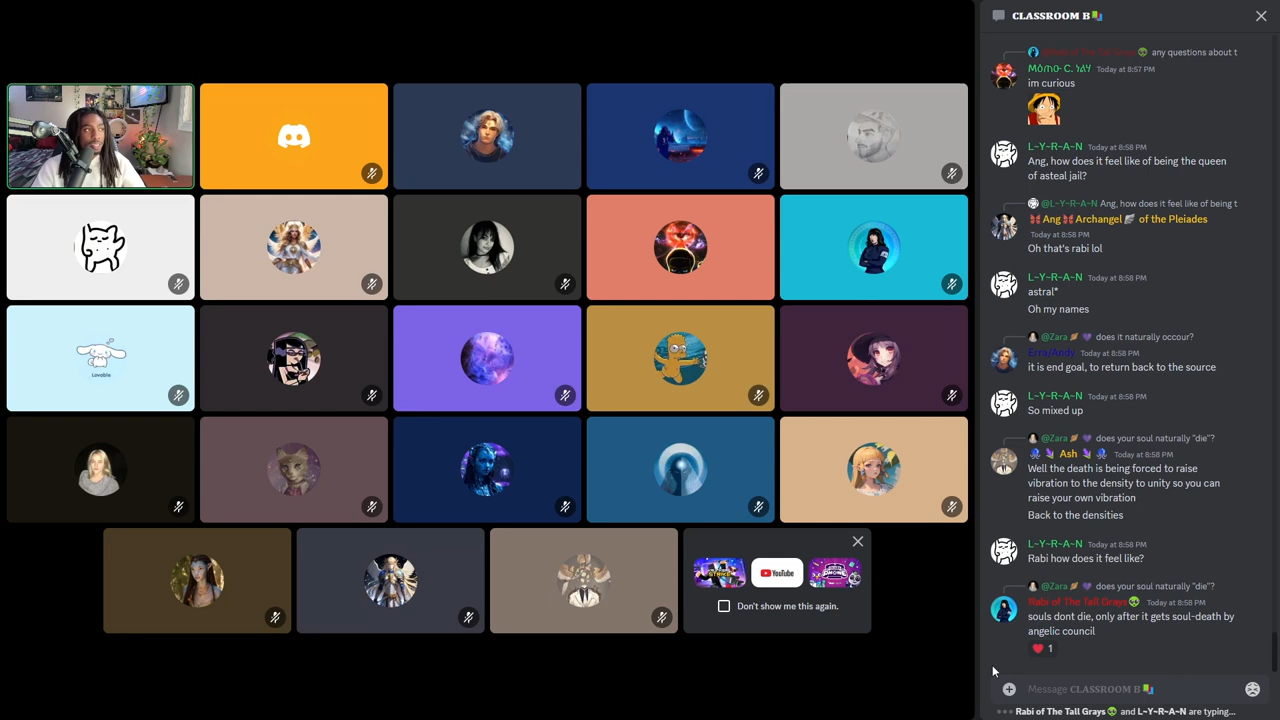 CLASSROOM B
any questions about t
Today at 8:57 PM
im curious
L~Y~R~A~N Today at 8:58 PM
Ang, how does it feel like of being the queen
of asteal jail?
@L~Y~R~A~N Ang, how does it feel like of being t
Ang Archangel of the Pleiades
Today at 8:58 PM
Oh that's rabi lol
L~Y~R~A~N Today at 8:58 PM
astral*
Oh my names
@Zara does it naturally occour?
Erra/Andy Today at 8:58 PM
it is end goal, to return back to the source
L~Y~R~A~N Today at 8:58 PM
So mixed up
@Zara does your soul naturally "die"?
Ash Today at 8:58 PM
Well the death is being forced to raise
vibration to the density to unity so you can
raise your own vibration
Back to the densities
L~Y~R~A~N Today at 8:58 PM
Rabi how does it feel like?
@Zara does your soul naturally "die"?
Rabi of The Tall Grays Today at 8:58 PM
souls dont die, only after it gets soul-death by
angelic council
1
Message CLASSROOM B
Rabi of The Tall Grays and L~Y~R~A~N are typing...
Lovable
YouTube
Don't show me this again.